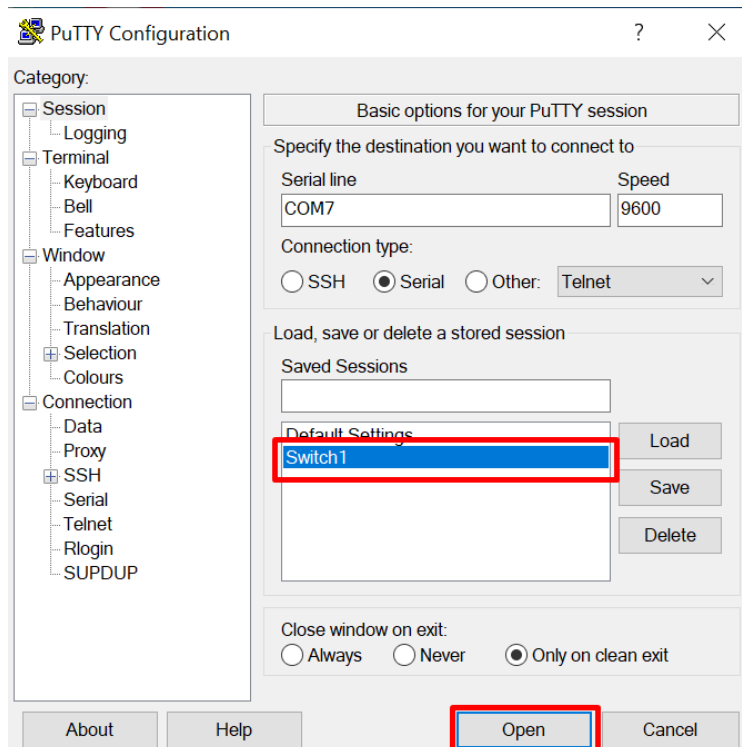 PuTTY Configuration ?
Category:
Session
Logging
Terminal
Keyboard
Bell
Features
Window
Appearance
Behaviour
Translation
Selection
Colours
Connection
Data
Proxy
SSH
Serial
Telnet
Rlogin
SUPDUP
Basic options for your PuTTY session
Specify the destination you want to connect to
Serial line Speed
COM7 9600
Connection type:
SSH Serial Other: Telnet
Load, save or delete a stored session
Saved Sessions
Default Settings
Switch1
Load
Save
Delete
Close window on exit:
Always Never Only on clean exit
About Help Open Cancel